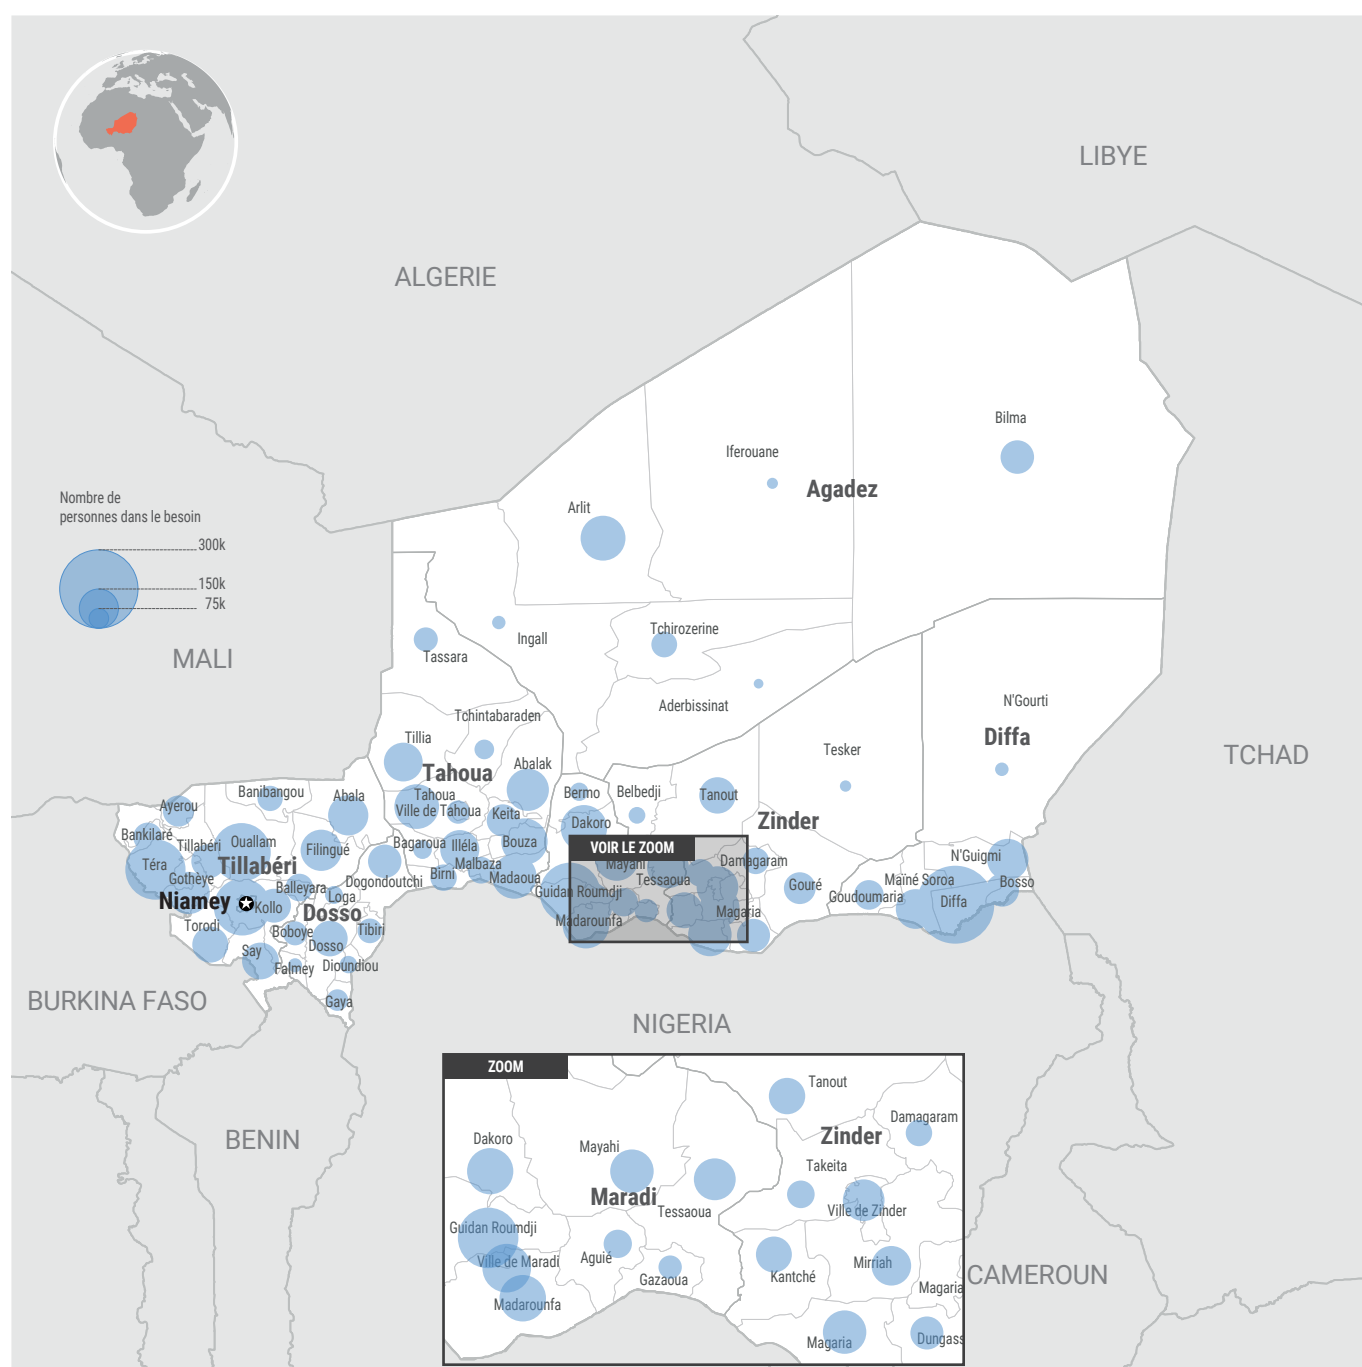 LIBYE
ALGERIE
Bilma
Iferouane
Agadez
Arlit
Nombre de
personnes dans le besoin
300k
150k
75k
MALI
Ingall
Tchirozerine
Tassara
Aderbissinat
N'Gourti
Tchintabaraden
Diffa
TCHAD
Tillia
Tesker
Abalak
Tahoua
Banibangou
Abala
Tahoua
Bermo
Belbedji
Tanout
Ayerou
Ville de Tahoua
Keita
Dakoro
Zinder
Bankilaré
Tillabéri
Ouallam
Filingué
Bagaroua
Illéla
Bouza
VOIR LE ZOOM
N'Guigmi
Téra
Tillabéri
Malbaza
Mayahi
Damagaram
Gothèye
Balleyara
Dogondoutchi
Birni
Madaoua
Tessaoua
Maïné Soroa
Bosso
Niamey
Kollo
Loga
Guidan Roumdji
Gouré
Goudoumaria
Diffa
Dosso
Torodi
Boboye
Tibiri
Madarounfa
Magaria
Say
Dosso
Falmey
Dioundiou
Gaya
BURKINA FASO
NIGERIA
BENIN
CAMEROUN
ZOOM
Tanout
Damagaram
Zinder
Dakoro
Mayahi
Takeita
Maradi
Tessaoua
Ville de Zinder
Guidan Roumdji
Ville de Maradi
Aguié
Gazaoua
Kantché
Mirriah
Magaria
Madarounfa
Magaria
Dungass